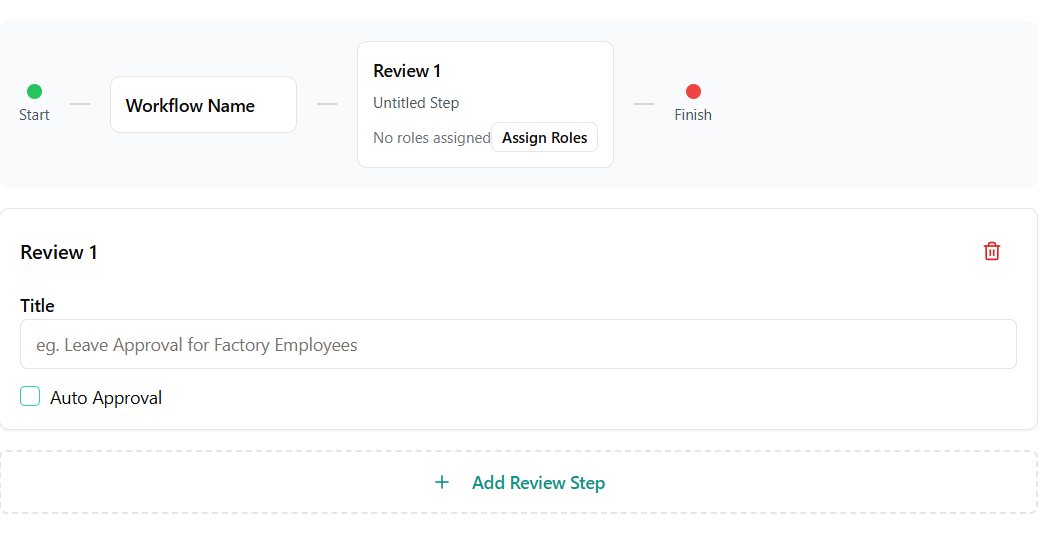 Start
Workflow Name
Review 1
Untitled Step
No roles assigned Assign Roles
Finish
Review 1
Title
eg. Leave Approval for Factory Employees
Auto Approval
+ Add Review Step